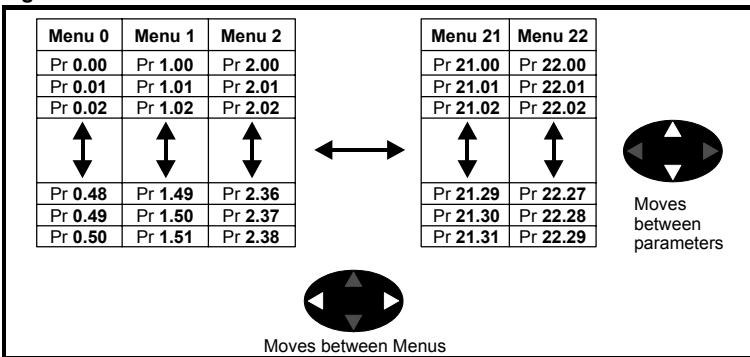 Menu 0 Menu 1 Menu 2 Menu 21 Menu 22
Pr 0.00 Pr 1.00 Pr 2.00 Pr 21.00 Pr 22.00
Pr 0.01 Pr 1.01 Pr 2.01 Pr 21.01 Pr 22.01
Pr 0.02 Pr 1.02 Pr 2.02 Pr 21.02 Pr 22.02
Pr 0.48 Pr 1.49 Pr 2.36 Pr 21.29 Pr 22.27
Pr 0.49 Pr 1.50 Pr 2.37 Pr 21.30 Pr 22.28
Pr 0.50 Pr 1.51 Pr 2.38 Pr 21.31 Pr 22.29
Moves
between
parameters
Moves between Menus